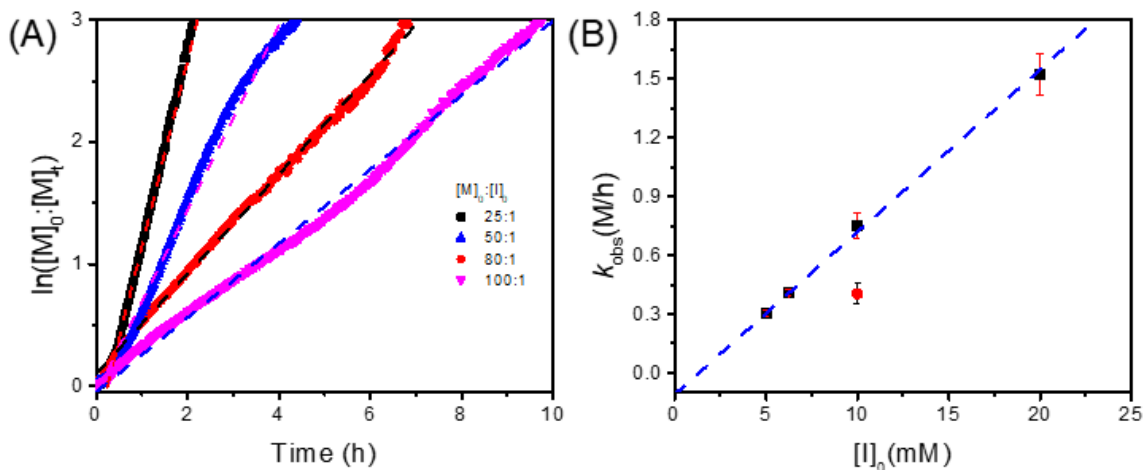 (A)
ln([M]₀:[M]ₜ)
3
2
1
0
0 2 4 6 8 10
Time (h)
[M]₀:[I]₀
25:1
50:1
80:1
100:1
(B)
k_obs(M/h)
1.8
1.5
1.2
0.9
0.6
0.3
0.0
0 5 10 15 20 25
[I]₀(mM)